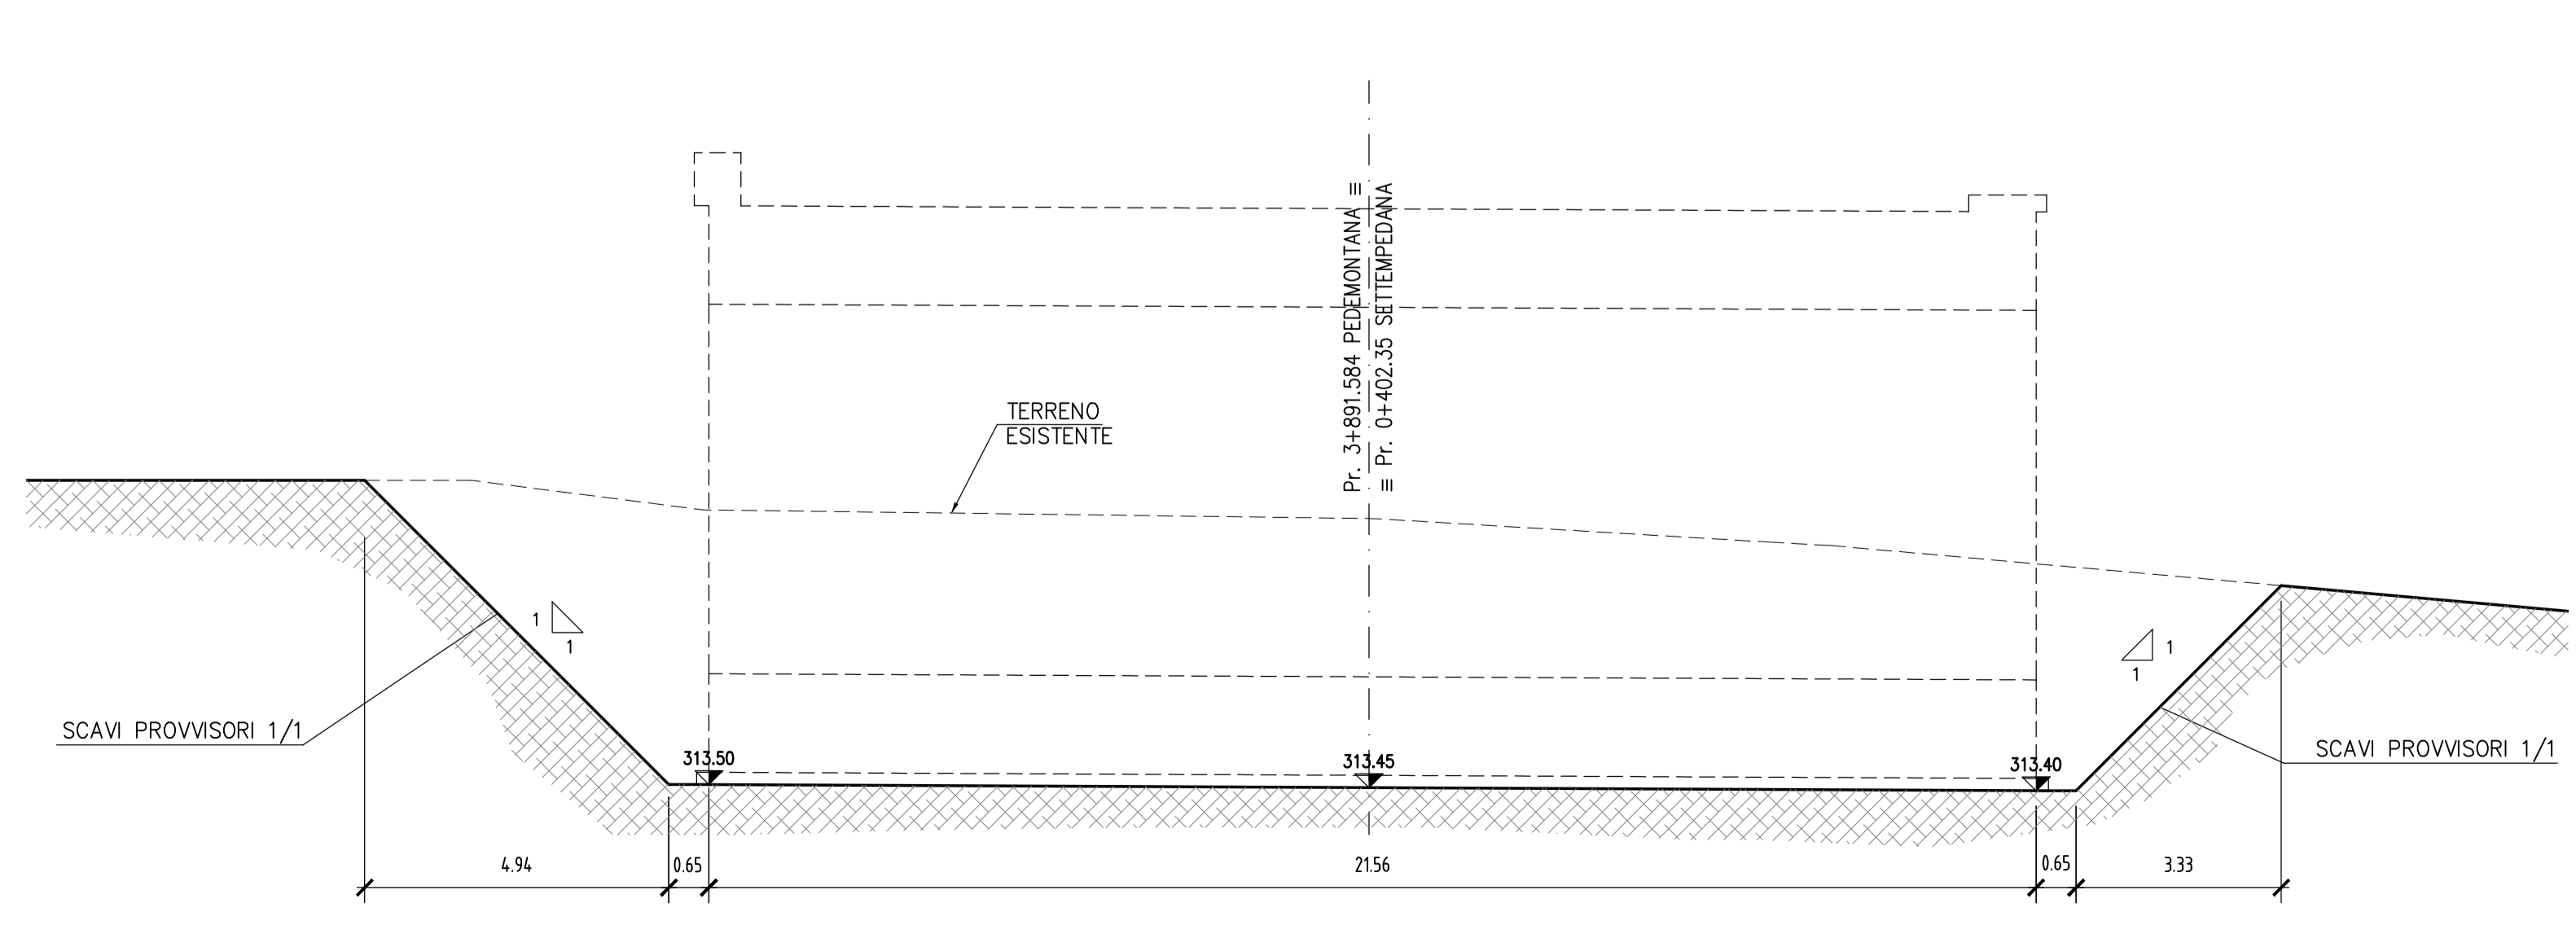 Pr. 3+891.584 PEDEMONTANA ≡
≡ Pr. 0+402.35 SETTEMPEDANA
TERRENO
ESISTENTE
1
1
1
1
SCAVI PROVVISORI 1/1
SCAVI PROVVISORI 1/1
313.50
313.45
313.40
4.94
0.65
21.56
0.65
3.33